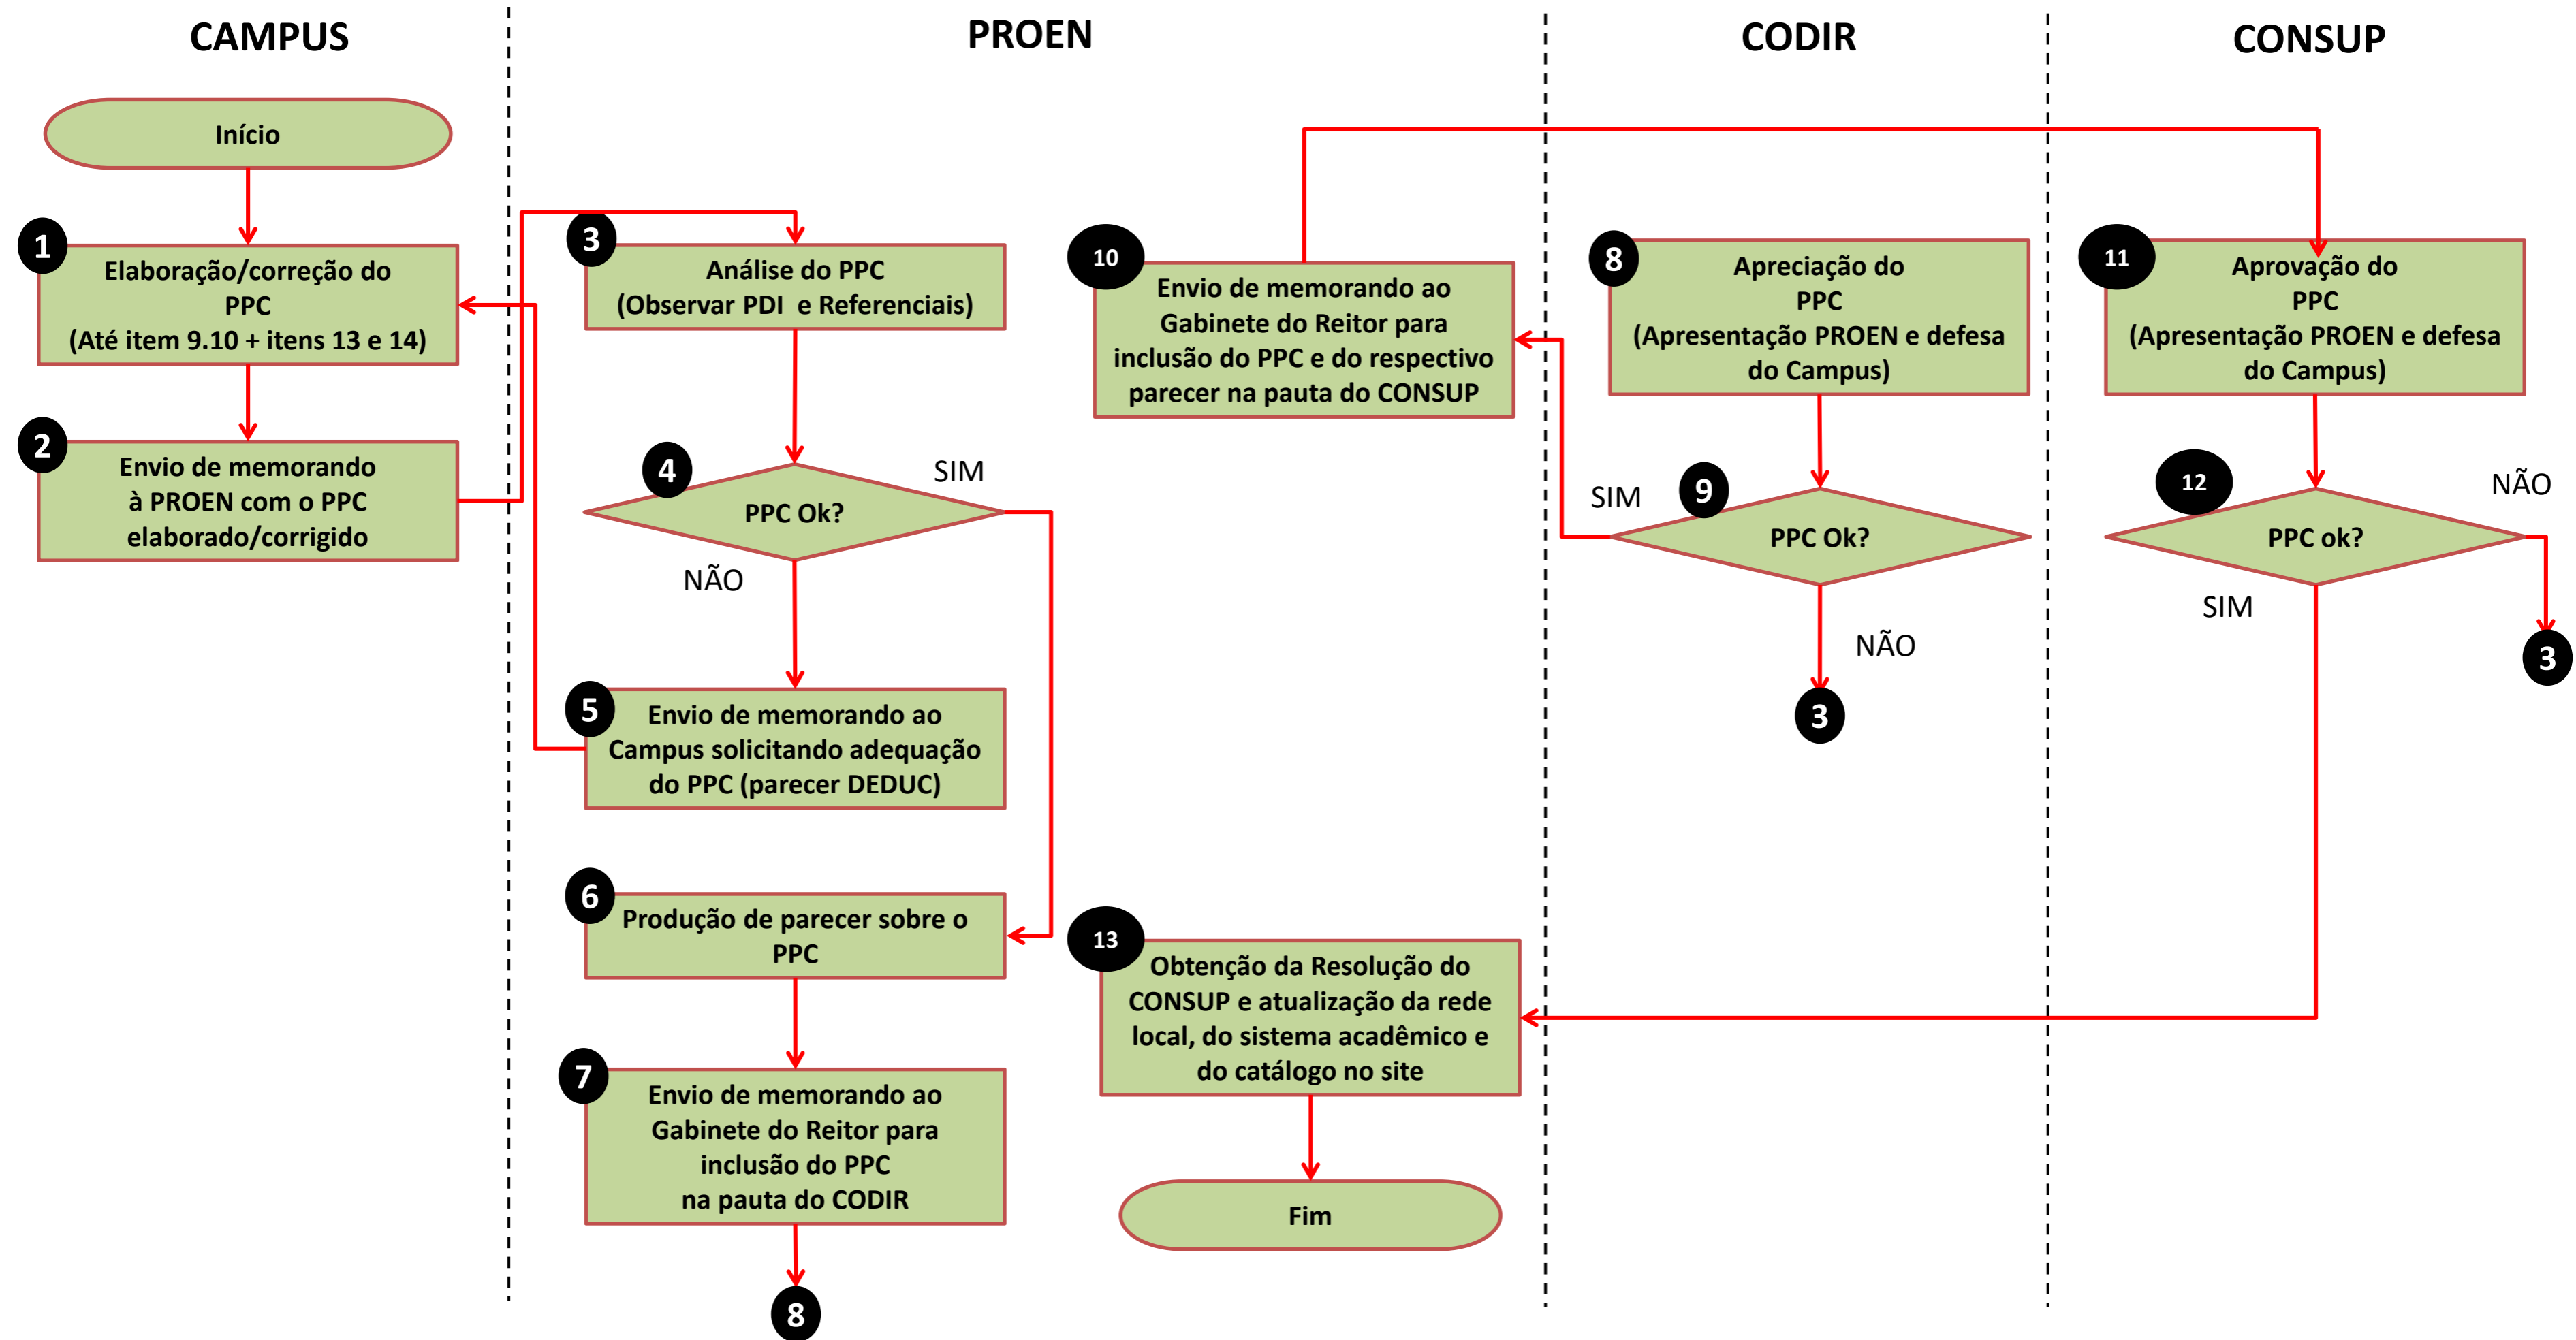 CAMPUS
PROEN
CODIR
CONSUP
Início
1
Elaboração/correção do
PPC
(Até item 9.10 + itens 13 e 14)
2
Envio de memorando
à PROEN com o PPC
elaborado/corrigido
3
Análise do PPC
(Observar PDI e Referenciais)
4
PPC Ok?
SIM
NÃO
5
Envio de memorando ao
Campus solicitando adequação
do PPC (parecer DEDUC)
6
Produção de parecer sobre o
PPC
7
Envio de memorando ao
Gabinete do Reitor para
inclusão do PPC
na pauta do CODIR
8
10
Envio de memorando ao
Gabinete do Reitor para
inclusão do PPC e do respectivo
parecer na pauta do CONSUP
13
Obtenção da Resolução do
CONSUP e atualização da rede
local, do sistema acadêmico e
do catálogo no site
Fim
8
Apreciação do
PPC
(Apresentação PROEN e defesa
do Campus)
9
PPC Ok?
SIM
NÃO
3
11
Aprovação do
PPC
(Apresentação PROEN e defesa
do Campus)
12
PPC ok?
NÃO
SIM
3